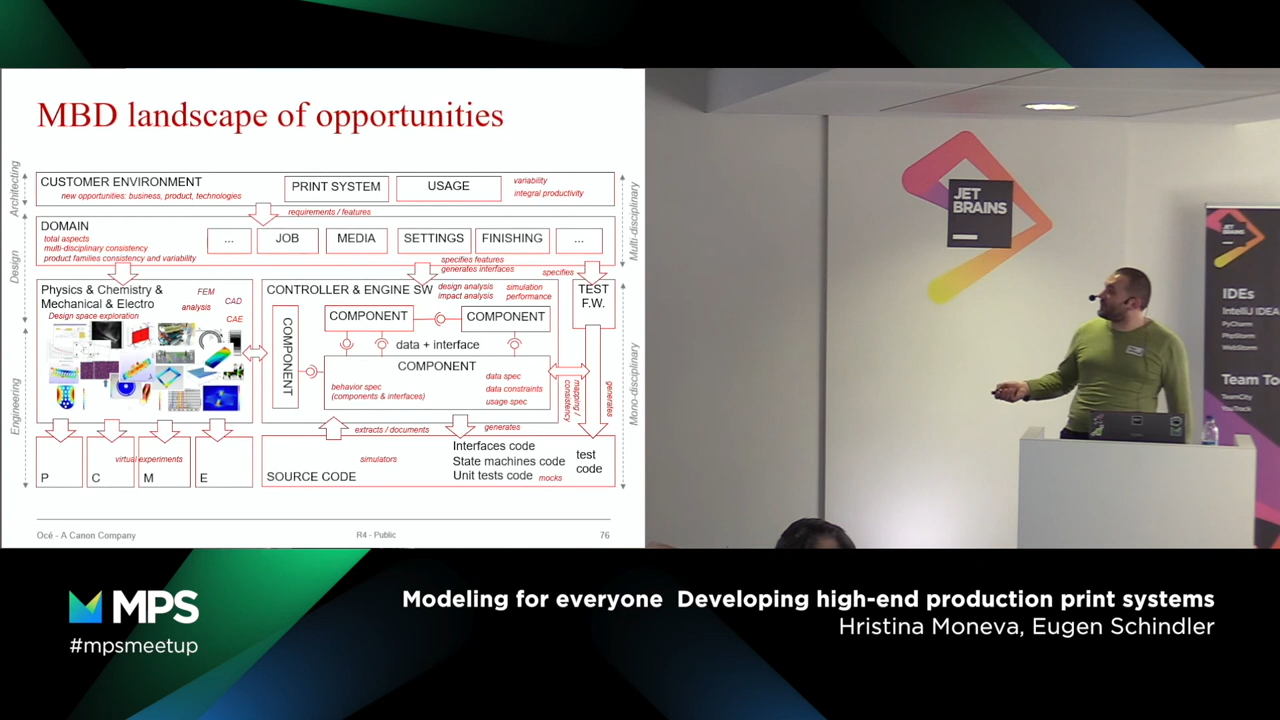 MBD landscape of opportunities
Architecting
Design
Engineering
CUSTOMER ENVIRONMENT
new opportunities: business, product, technologies
PRINT SYSTEM
USAGE
variability
integral productivity
requirements / features
DOMAIN
total aspects
multi-disciplinary consistency
product families consistency and variability
...
JOB
MEDIA
SETTINGS
FINISHING
...
specifies features
generates interfaces
specifies
Multi-disciplinary
Physics & Chemistry &
Mechanical & Electro
Design space exploration
FEM
CAD
analysis
CAE
CONTROLLER & ENGINE SW
design analysis
impact analysis
simulation
performance
TEST
F.W.
COMPONENT
COMPONENT
COMPONENT
data + interface
COMPONENT
behavior spec
(components & interfaces)
data spec
data constraints
usage spec
mapping /
consistency
generates
Mono-disciplinary
extracts / documents
generates
P
C
M
E
virtual experiments
SOURCE CODE
simulators
Interfaces code
State machines code
Unit tests code
mocks
test
code
Océ - A Canon Company
R4 - Public
76
JET
BRAINS
JET
BRAINS
IDEs
IntelliJ IDEA
PyCharm
PhpStorm
WebStorm
Team To
TeamCity
YouTrack
MPS
#mpsmeetup
Modeling for everyone Developing high-end production print systems
Hristina Moneva, Eugen Schindler